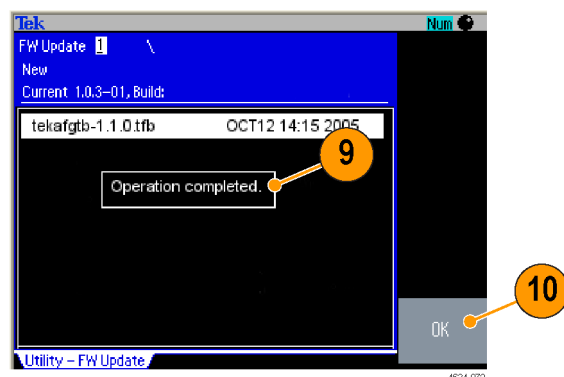 Tek Num
FW Update 1 \
New
Current 1.0.3–01, Build:
tekafgtb-1.1.0.tfb OCT12 14:15 2005
9
Operation completed.
10
OK
Utility – FW Update